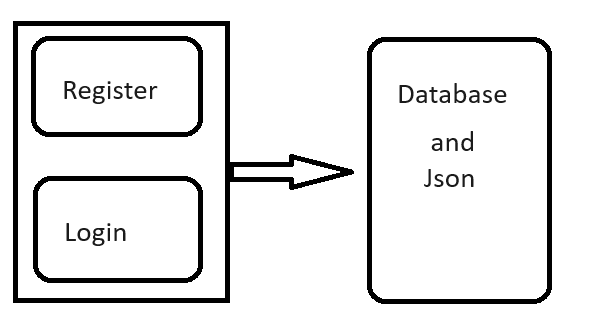 Register
Login
Database
and
Json